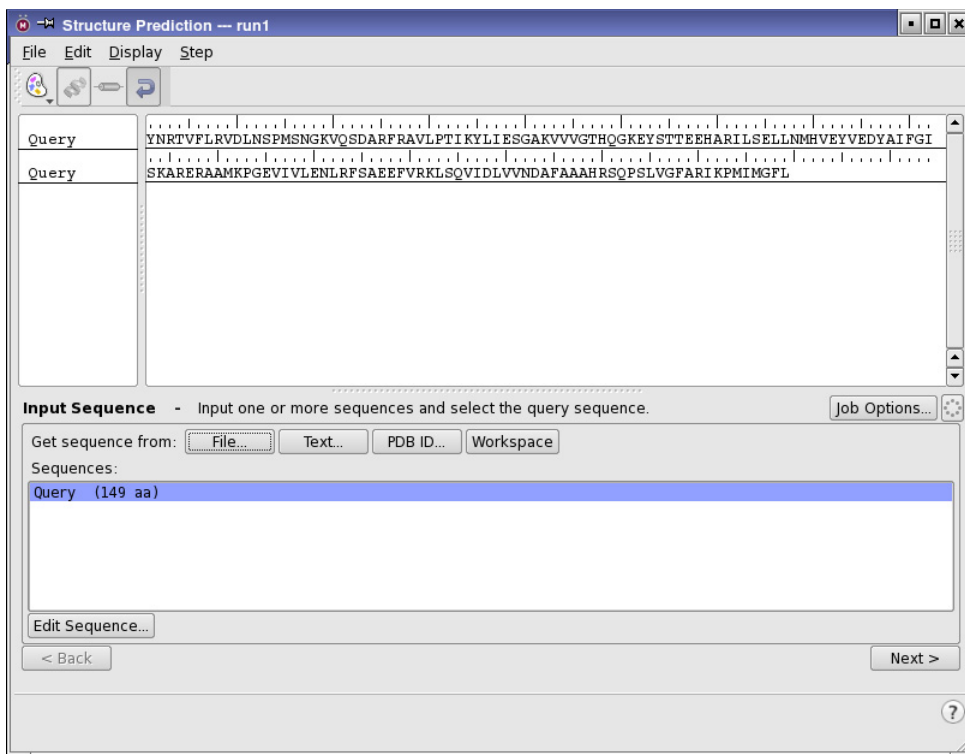 Structure Prediction --- run1
File Edit Display Step
Query YNRTVFLRVDLNSPMSNGKVQSDARFRAVLPTIKYLIESGAKVVVGTHQGKEYSTTEEHARILSELLNMHVEYVEDYAIFGI
Query SKARERAAMKPGEVIVLENLRFSAEEFVRKLSQVIDLVVNDAFAAAHRSQPSLVGFARIKPMIMGFL
Input Sequence - Input one or more sequences and select the query sequence. Job Options...
Get sequence from: File... Text... PDB ID... Workspace
Sequences:
Query (149 aa)
Edit Sequence...
< Back Next >
?